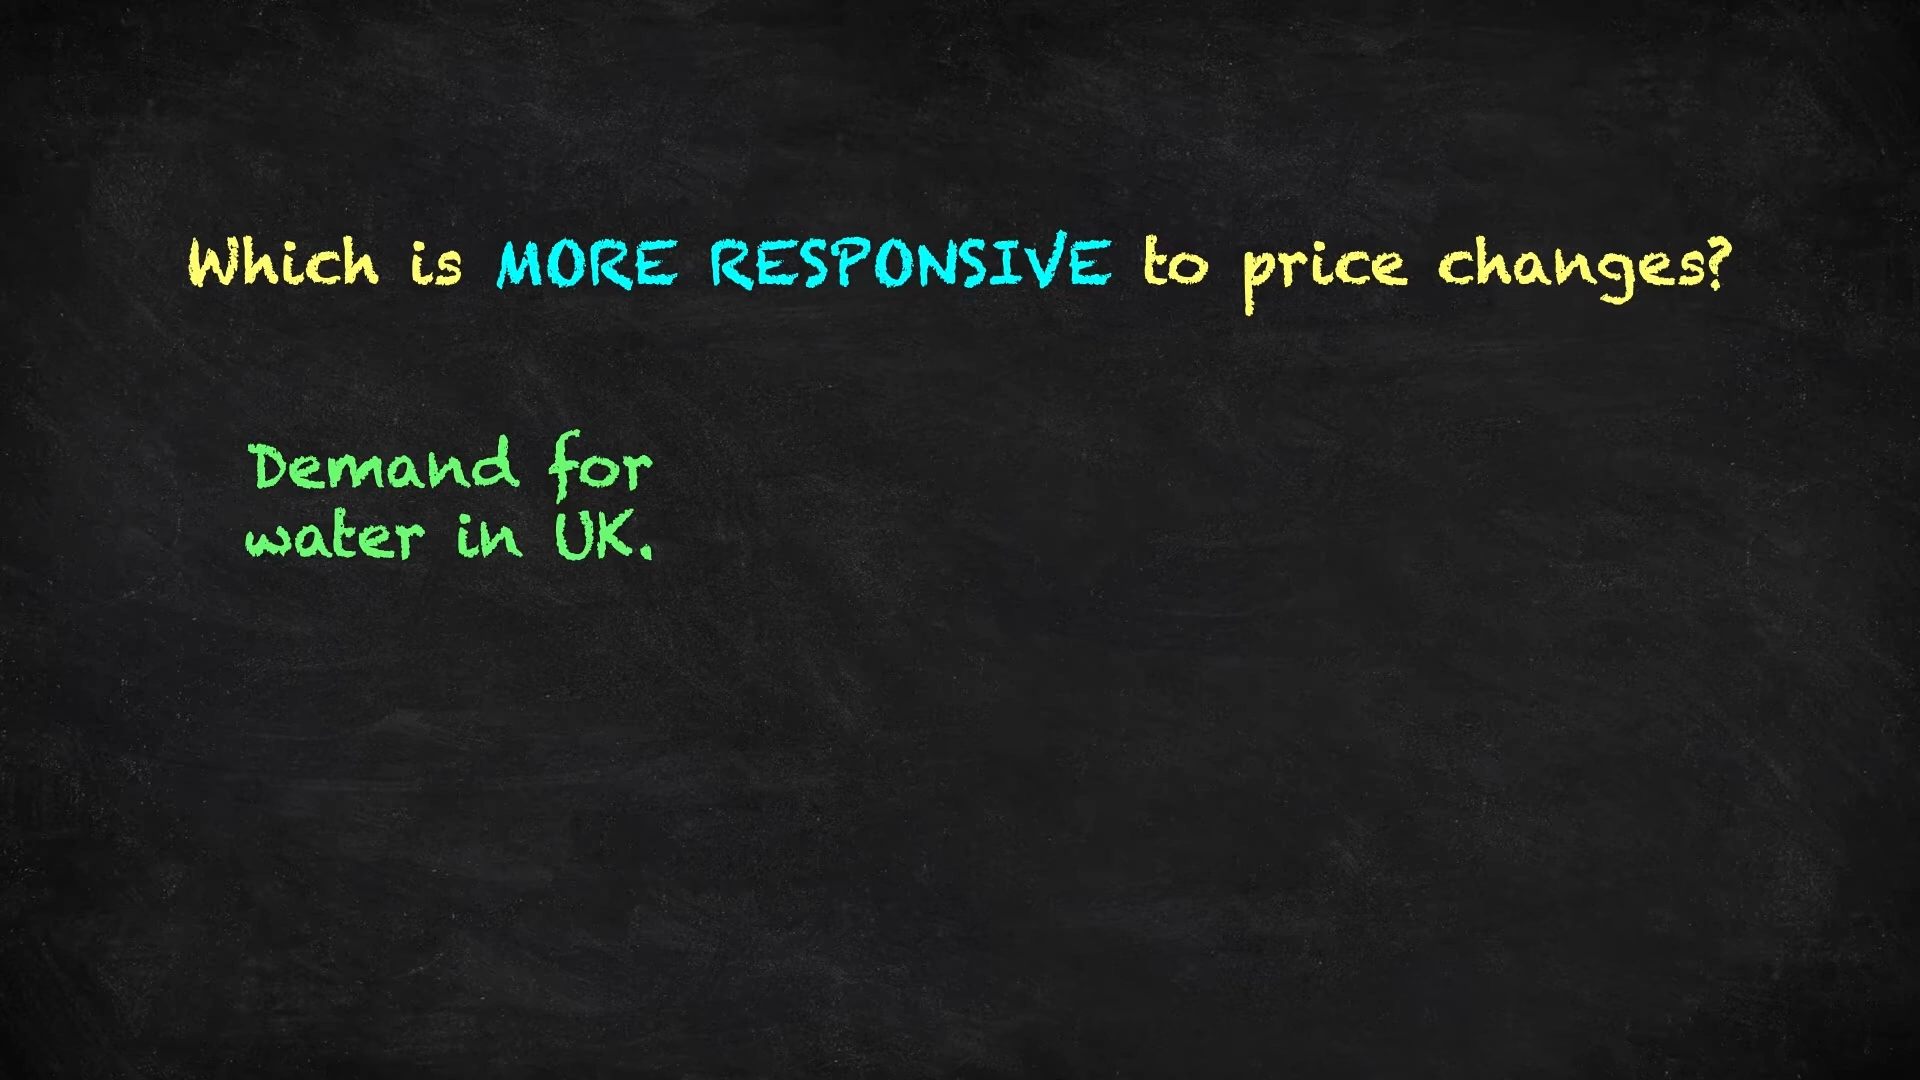 Which is MORE RESPONSIVE to price changes?
Demand for
water in UK.